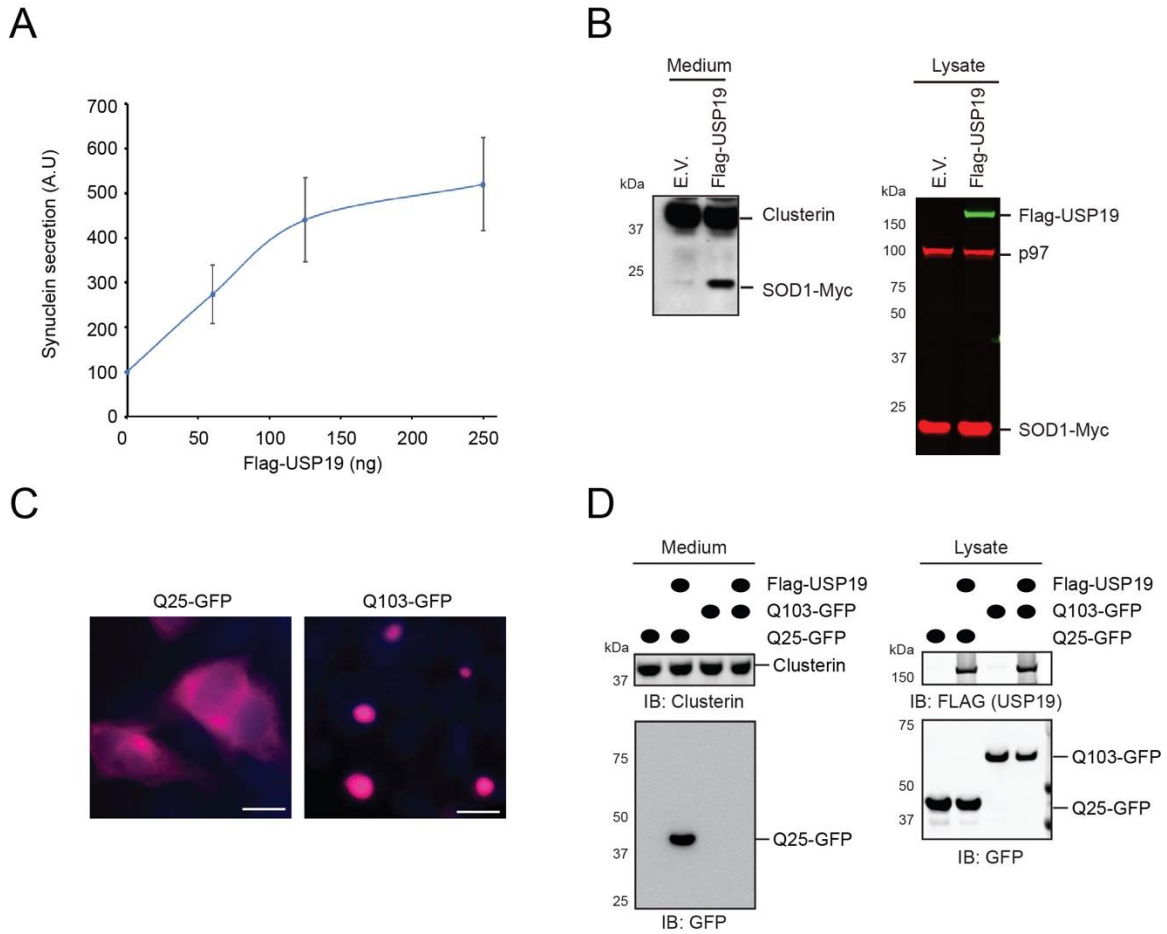 A
Synuclein secretion (A.U)
700
600
500
400
300
200
100
0
0 50 100 150 200 250
Flag-USP19 (ng)
B
Medium
E.V.
Flag-USP19
kDa
37
25
Clusterin
SOD1-Myc
Lysate
E.V.
Flag-USP19
kDa
150
100
75
50
37
25
Flag-USP19
p97
SOD1-Myc
C
Q25-GFP Q103-GFP
D
Medium
Flag-USP19
Q103-GFP
Q25-GFP
kDa
37
Clusterin
IB: Clusterin
75
50
37
25
Q25-GFP
IB: GFP
Lysate
Flag-USP19
Q103-GFP
Q25-GFP
kDa
150
IB: FLAG (USP19)
75
50
37
Q103-GFP
Q25-GFP
IB: GFP